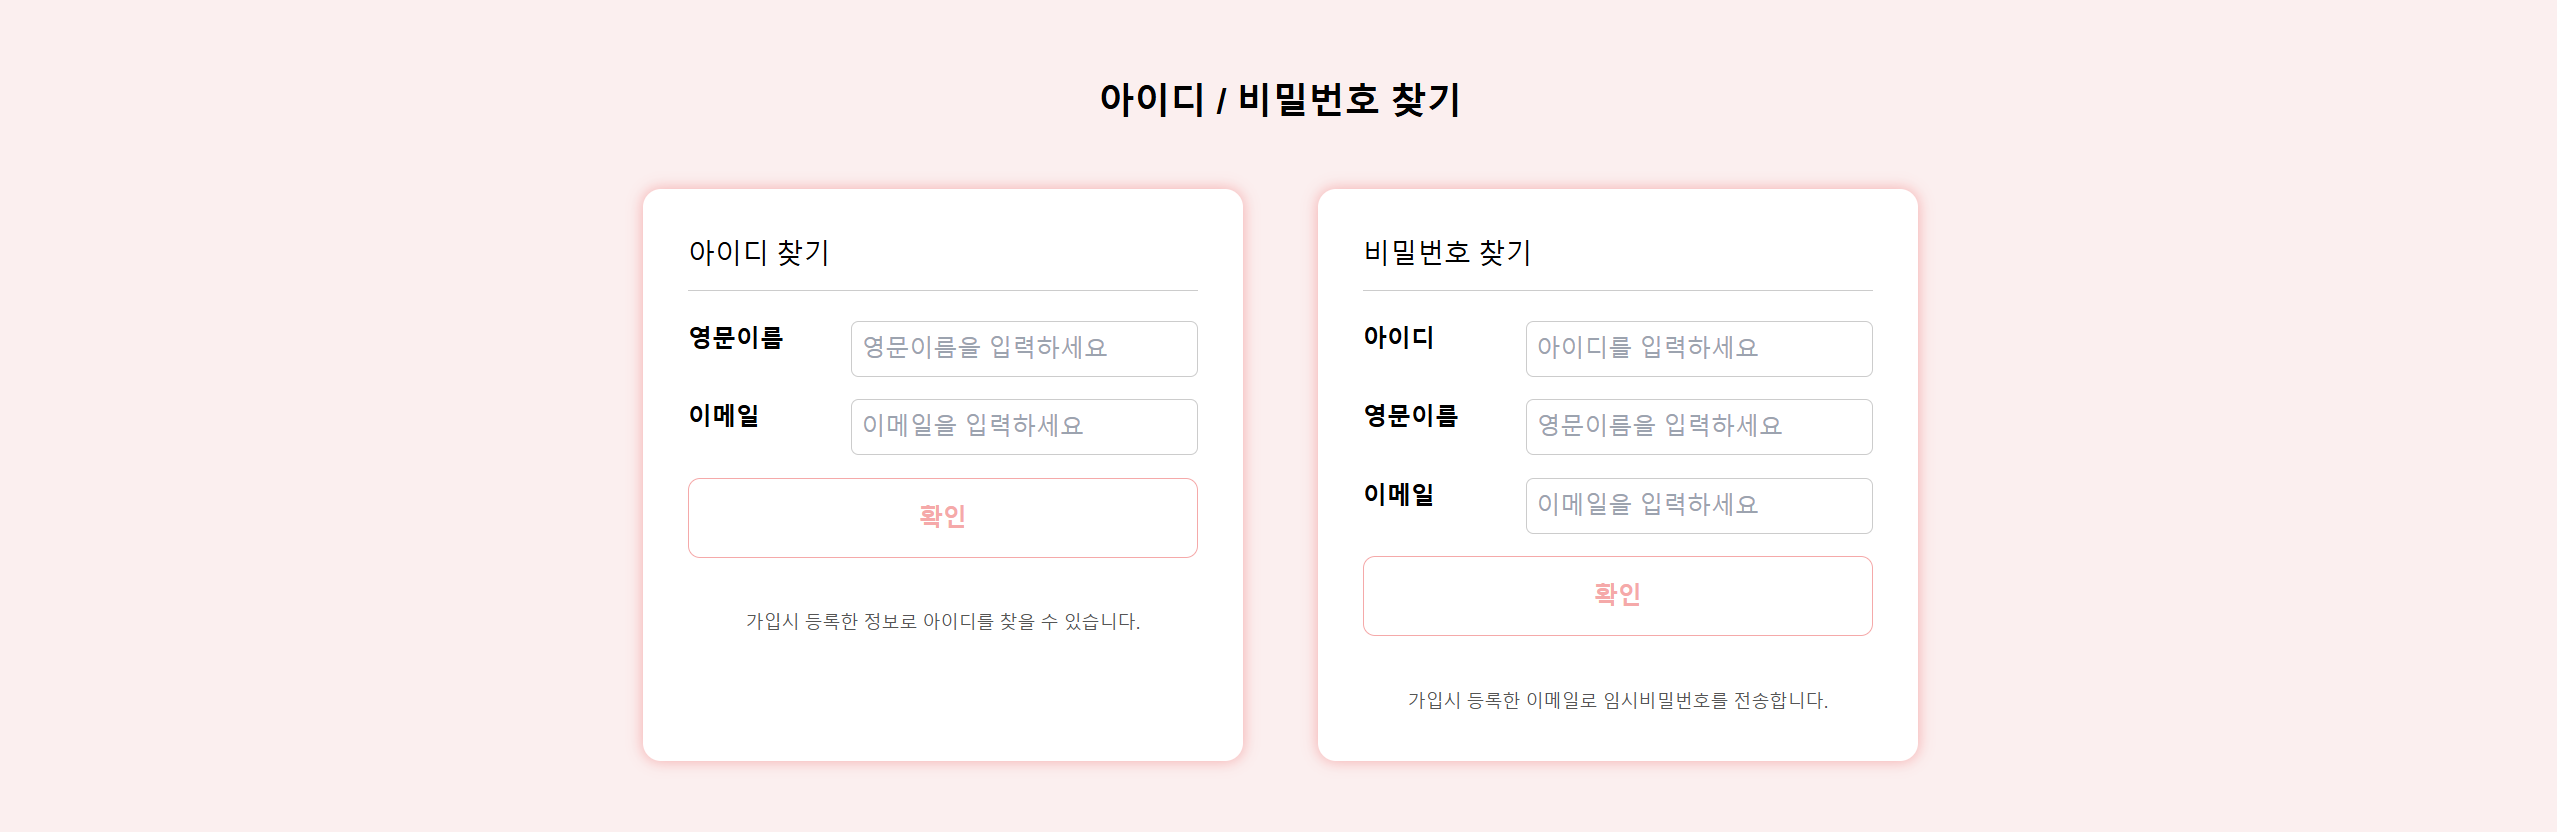 아이디 / 비밀번호 찾기
아이디 찾기
영문이름
영문이름을 입력하세요
이메일
이메일을 입력하세요
확인
가입시 등록한 정보로 아이디를 찾을 수 있습니다.
비밀번호 찾기
아이디
아이디를 입력하세요
영문이름
영문이름을 입력하세요
이메일
이메일을 입력하세요
확인
가입시 등록한 이메일로 임시비밀번호를 전송합니다.